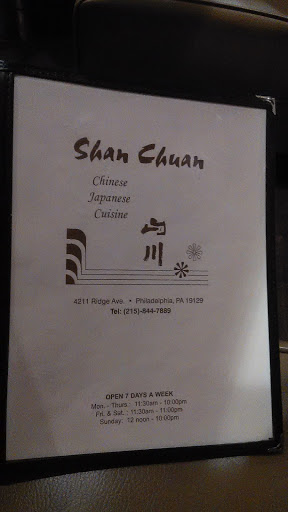 Shan Chuan
Chinese
Japanese
Cuisine
山
川
4211 Ridge Ave. • Philadelphia, PA 19129
Tel: (215)-844-7889
OPEN 7 DAYS A WEEK
Mon. - Thurs.: 11:30am - 10:00pm
Fri. & Sat. : 11:30am - 11:00pm
Sunday: 12 noon - 10:00pm